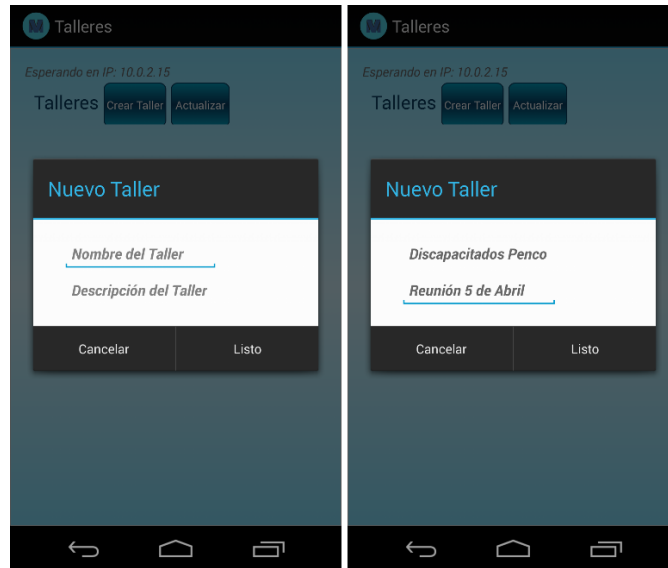 M Talleres
Esperando en IP: 10.0.2.15
Talleres Crear Taller Actualizar
Nuevo Taller
Nombre del Taller
Descripción del Taller
Cancelar Listo
M Talleres
Esperando en IP: 10.0.2.15
Talleres Crear Taller Actualizar
Nuevo Taller
Discapacitados Penco
Reunión 5 de Abril
Cancelar Listo